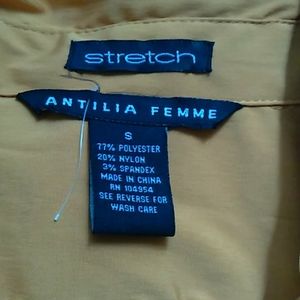 stretch
ANTILIA FEMME
S
77% POLYESTER
20% NYLON
3% SPANDEX
MADE IN CHINA
RN 104954
SEE REVERSE FOR
WASH CARE